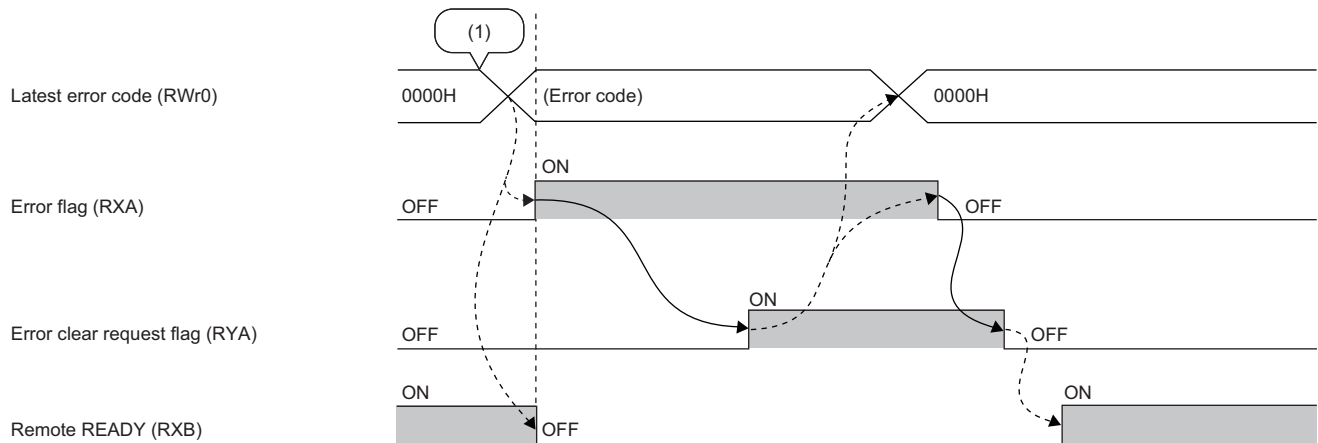 (1)
Latest error code (RWr0)
0000H
(Error code)
0000H
ON
Error flag (RXA)
OFF
OFF
ON
Error clear request flag (RYA)
OFF
OFF
ON
ON
Remote READY (RXB)
OFF